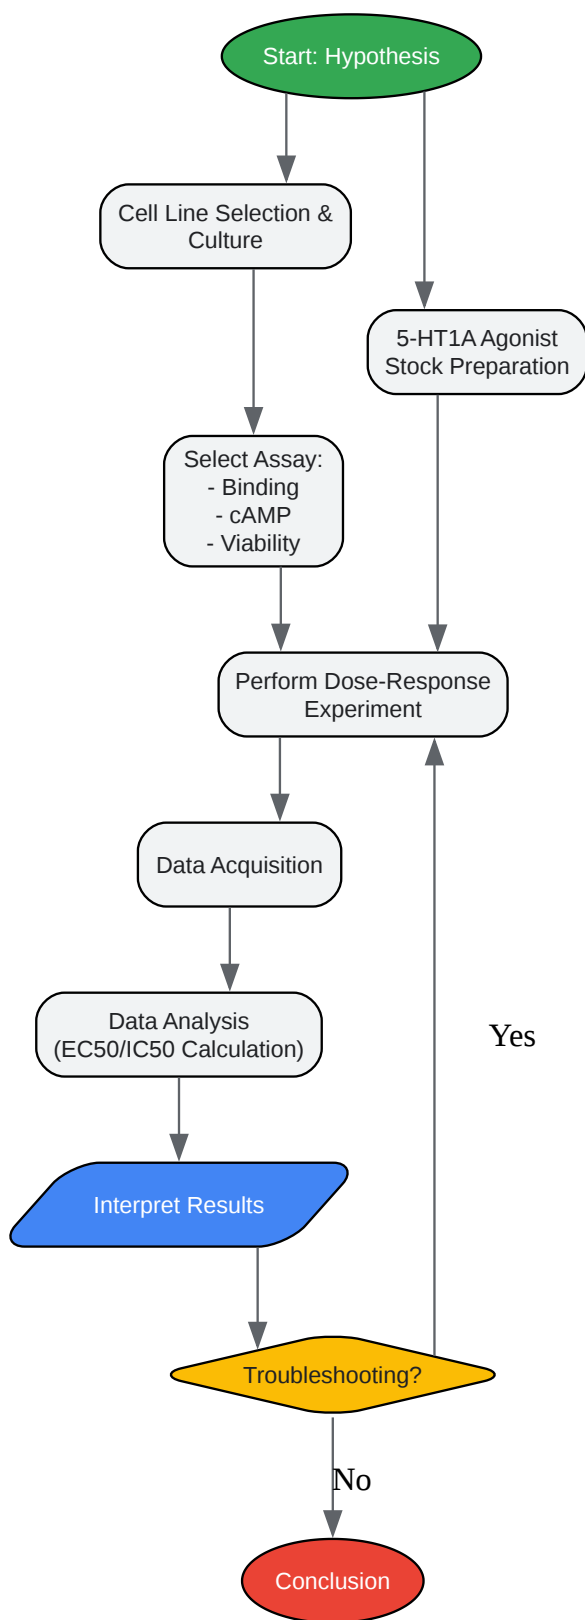 Start: Hypothesis
Cell Line Selection &
Culture
5-HT1A Agonist
Stock Preparation
Select Assay:
- Binding
- cAMP
- Viability
Perform Dose-Response
Experiment
Data Acquisition
Data Analysis
(EC50/IC50 Calculation)
Yes
Interpret Results
Troubleshooting?
No
Conclusion